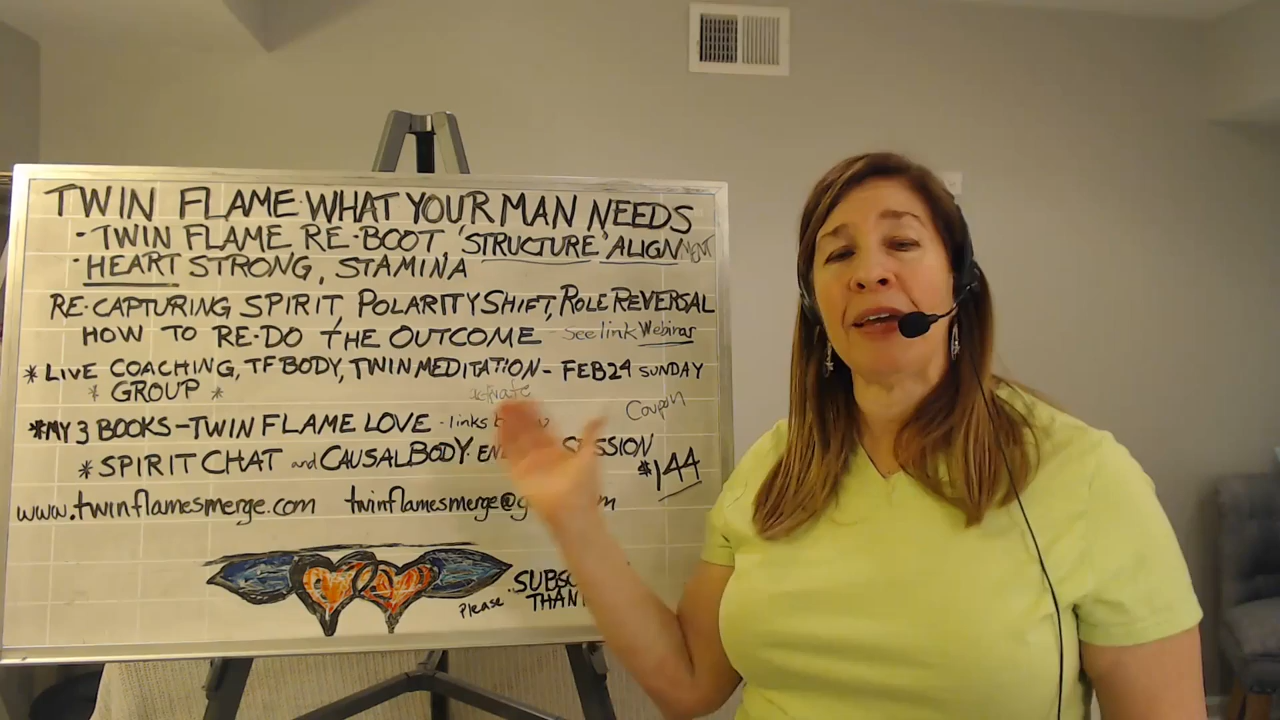 TWIN FLAME·WHAT YOUR MAN NEEDS
- TWIN FLAME RE-BOOT, 'STRUCTURE' ALIGNMENT
· HEART STRONG, STAMINA
RE-CAPTURING SPIRIT, POLARITY SHIFT, ROLE REVERSAL
HOW TO RE-DO THE OUTCOME - see link Webinar
* LIVE COACHING, TF BODY, TWIN MEDITATION - FEB 24 SUNDAY
* GROUP * activate
Coupon
* MY 3 BOOKS - TWIN FLAME LOVE - links
* SPIRIT CHAT and CAUSAL BODY SESSION
$144
www.twinflamesmerge.com twinflamesmerge@
Please